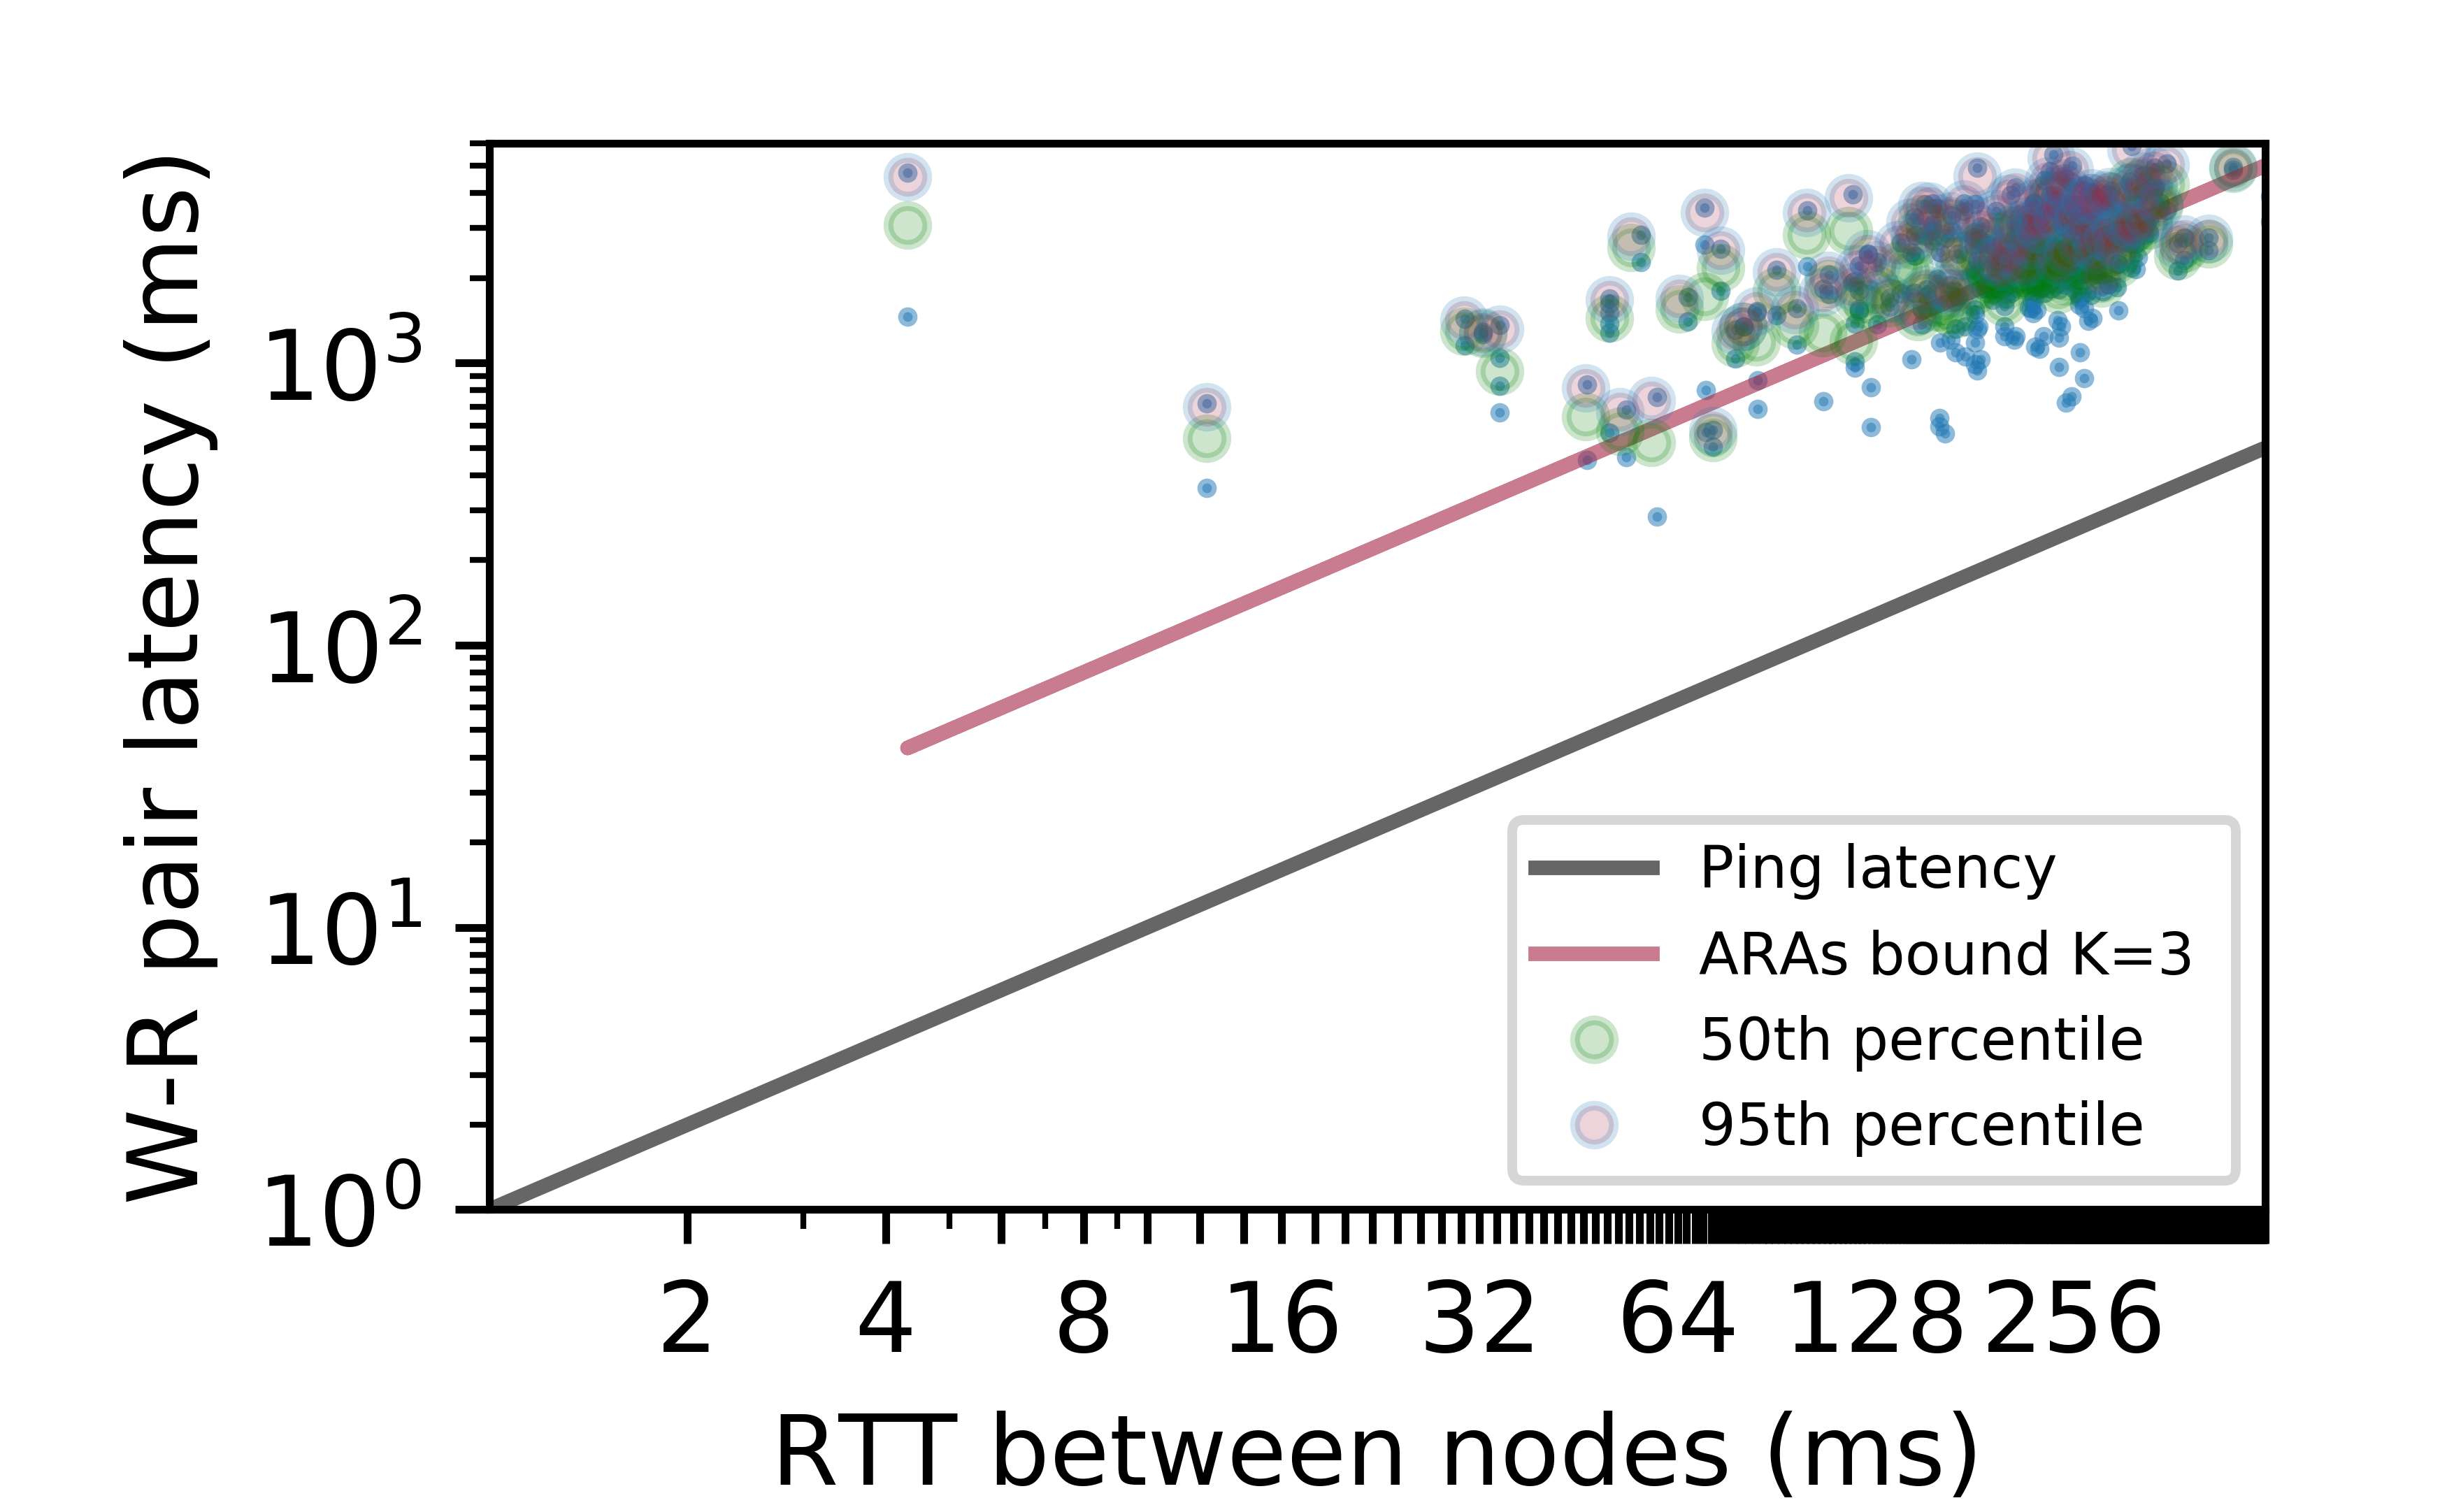 W-R pair latency (ms)
10³
10²
10¹
10⁰
Ping latency
ARAs bound K=3
50th percentile
95th percentile
2 4 8 16 32 64 128 256
RTT between nodes (ms)